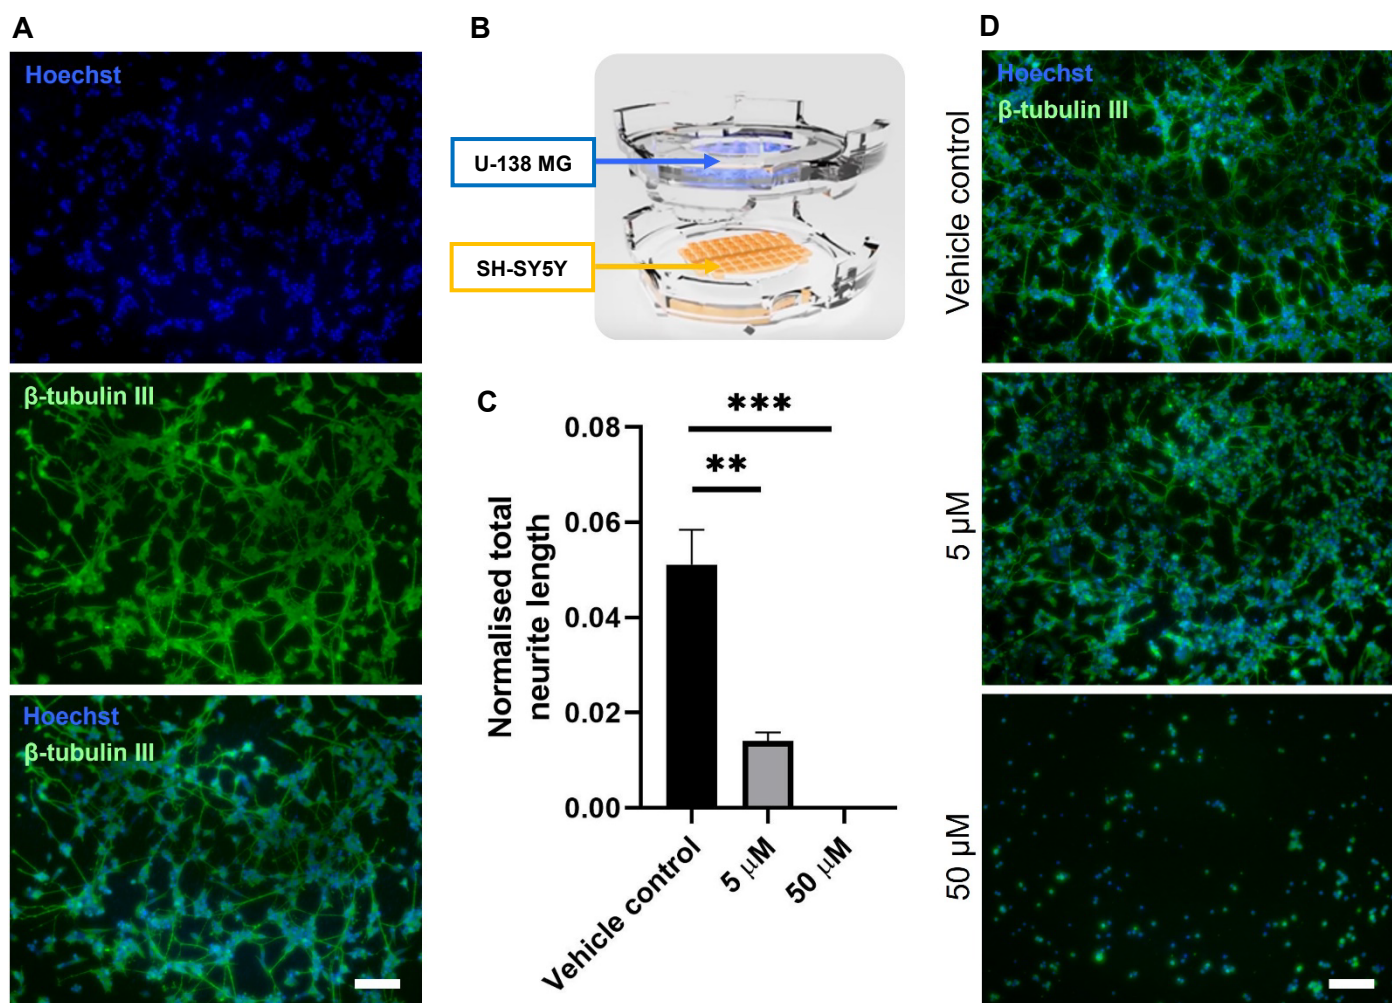 A
Hoechst
β-tubulin III
Hoechst
β-tubulin III
B
U-138 MG
SH-SY5Y
C
***
**
Normalised total
neurite length
0.08
0.06
0.04
0.02
0.00
Vehicle control
5 μM
50 μM
D
Hoechst
β-tubulin III
Vehicle control
5 μM
50 μM